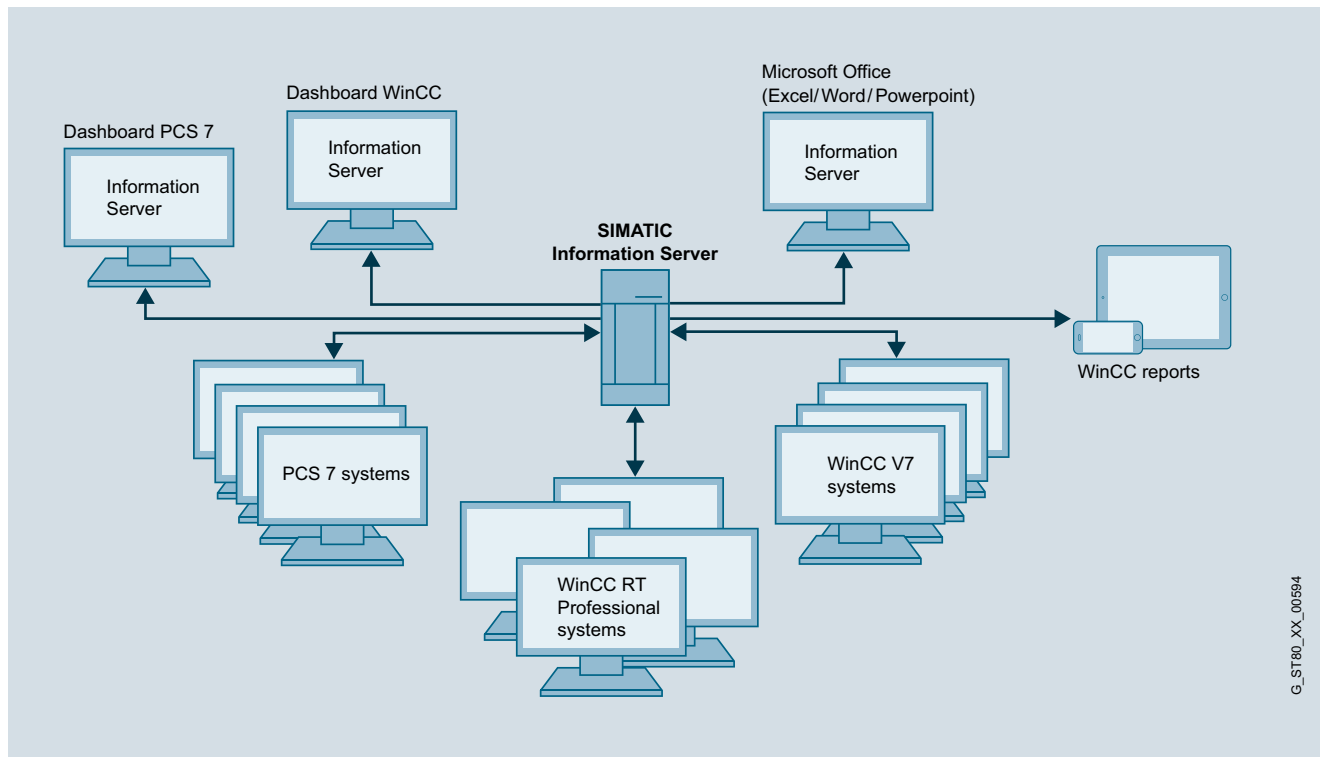 Microsoft Office
(Excel/Word/Powerpoint)
Dashboard WinCC
Dashboard PCS 7
Information
Server
Information
Server
Information
Server
SIMATIC
Information Server
WinCC reports
PCS 7 systems
WinCC V7
systems
WinCC RT
Professional
systems
G_ST80_XX_00594